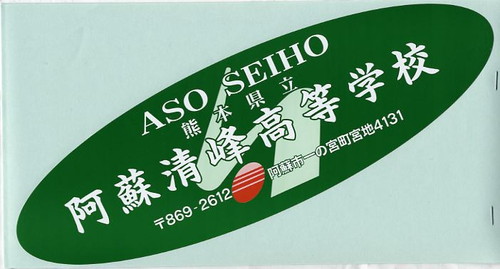 ASO SEIHO
熊本県立
阿蘇清峰高等学校
〒869-2612
阿蘇市一の宮町宮地4131